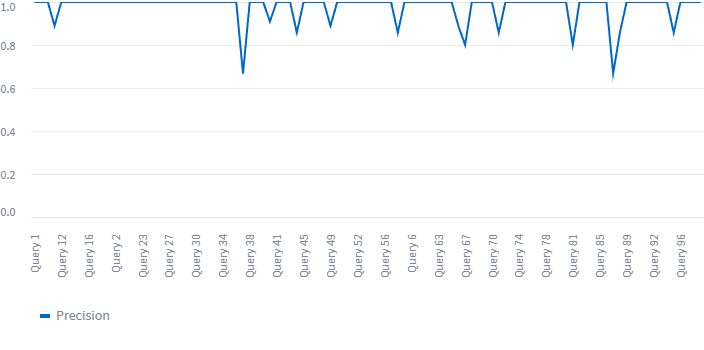 1.0
0.8
0.6
0.4
0.2
0.0
Query 1
Query 12
Query 16
Query 2
Query 23
Query 27
Query 30
Query 34
Query 38
Query 41
Query 45
Query 49
Query 52
Query 56
Query 6
Query 63
Query 67
Query 70
Query 74
Query 78
Query 81
Query 85
Query 89
Query 92
Query 96
Precision